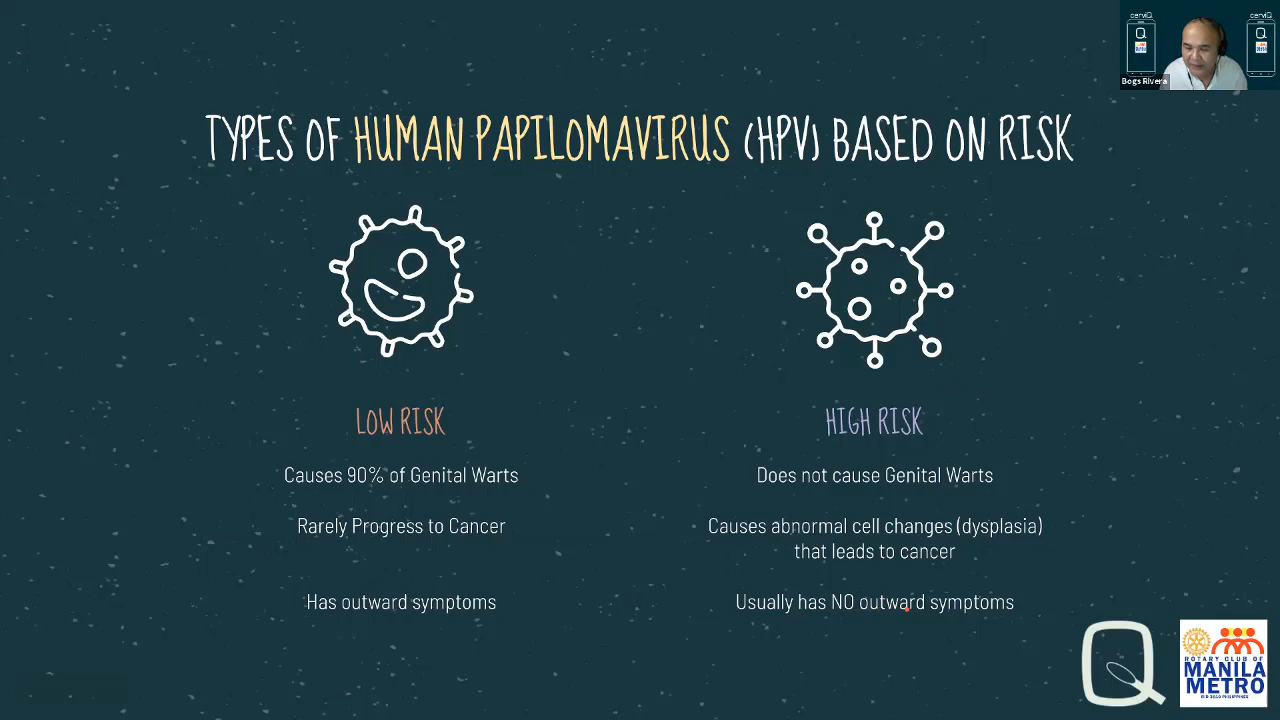 cerviQ
cerviQ
Bogs Rivera
TYPES OF HUMAN PAPILOMAVIRUS (HPV) BASED ON RISK
LOW RISK
HIGH RISK
Causes 90% of Genital Warts
Does not cause Genital Warts
Rarely Progress to Cancer
Causes abnormal cell changes (dysplasia)
that leads to cancer
Has outward symptoms
Usually has NO outward symptoms
Q
ROTARY CLUB OF
MANILA
METRO